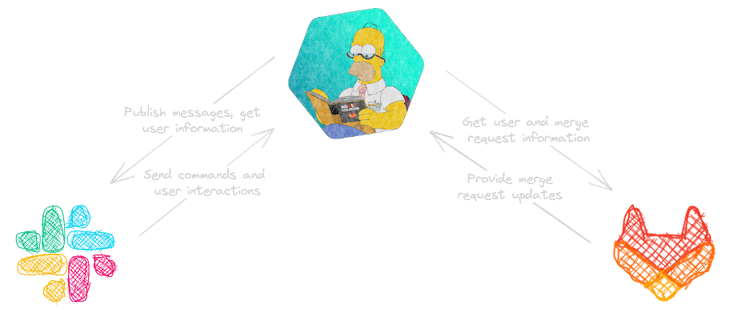 Publish messages, get
user information
Send commands and
user interactions
Get user and merge
request information
Provide merge
request updates